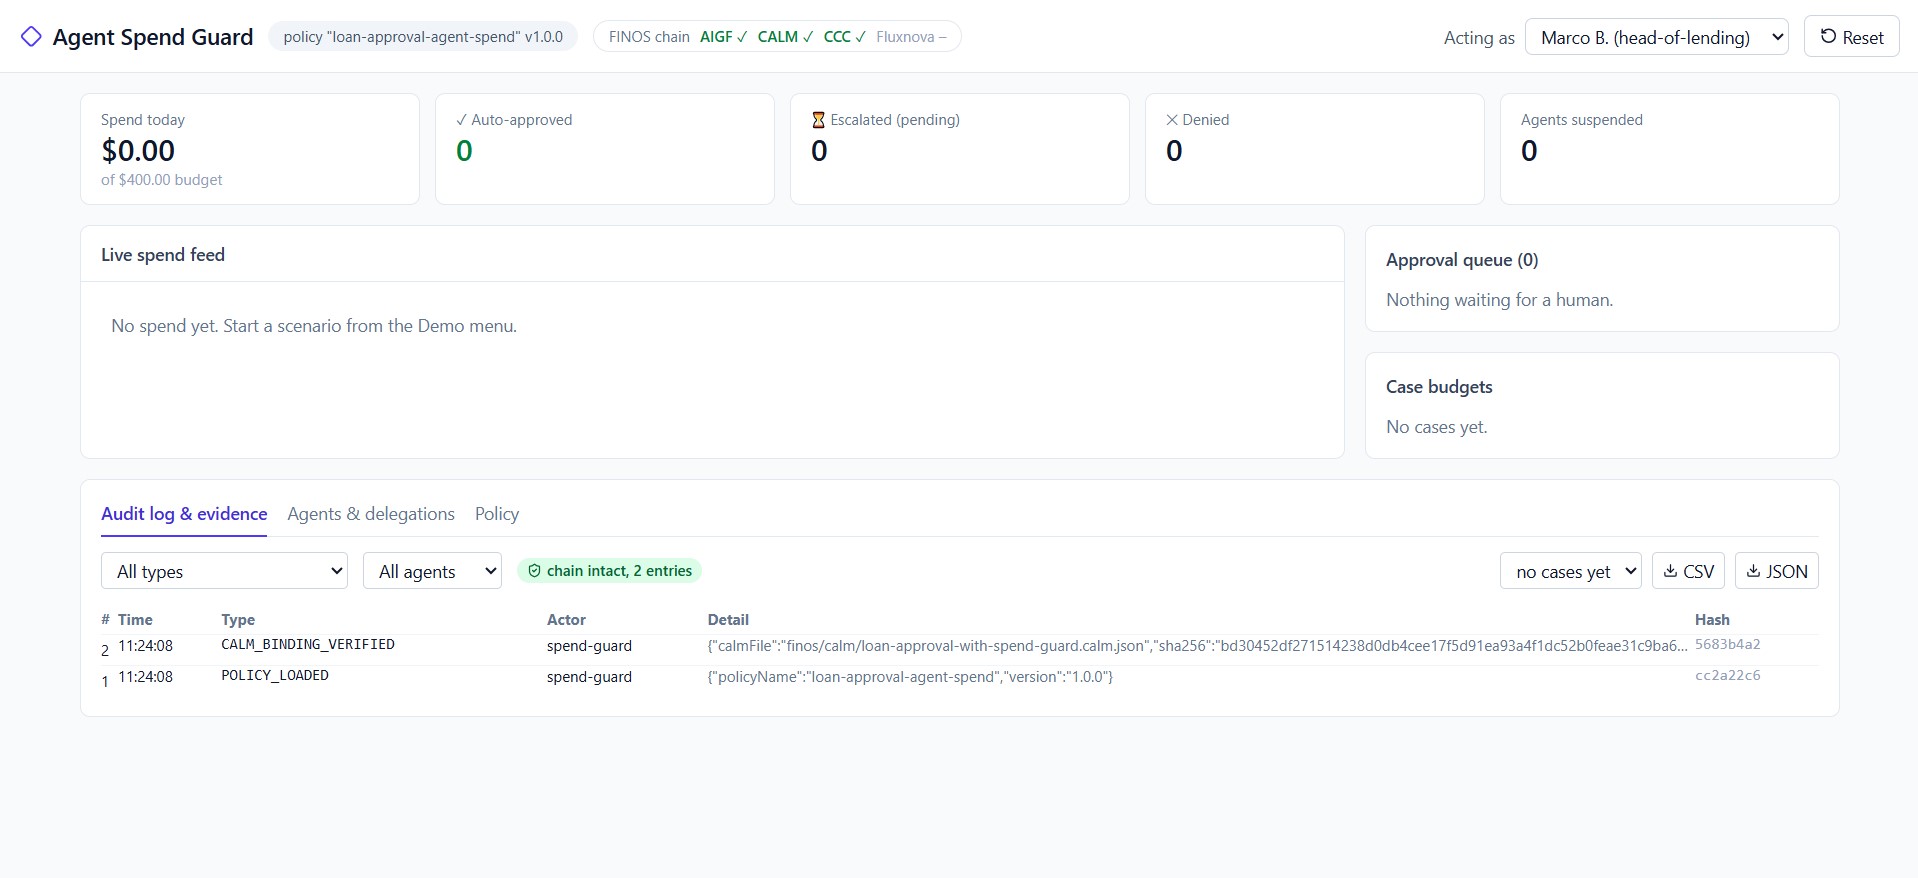 Agent Spend Guard
policy "loan-approval-agent-spend" v1.0.0
FINOS chain AIGF ✓ CALM ✓ CCC ✓ Fluxnova –
Acting as
Marco B. (head-of-lending)
Reset
Spend today
$0.00
of $400.00 budget
✓ Auto-approved
0
⏳ Escalated (pending)
0
✕ Denied
0
Agents suspended
0
Live spend feed
No spend yet. Start a scenario from the Demo menu.
Approval queue (0)
Nothing waiting for a human.
Case budgets
No cases yet.
Audit log & evidence
Agents & delegations
Policy
All types
All agents
chain intact, 2 entries
no cases yet
CSV
JSON
# Time Type Actor Detail Hash
2 11:24:08 CALM_BINDING_VERIFIED spend-guard {"calmFile":"finos/calm/loan-approval-with-spend-guard.calm.json","sha256":"bd30452df271514238d0db4cee17f5d91ea93a4f1dc52b0feae31c9ba6... 5683b4a2
1 11:24:08 POLICY_LOADED spend-guard {"policyName":"loan-approval-agent-spend","version":"1.0.0"} cc2a22c6